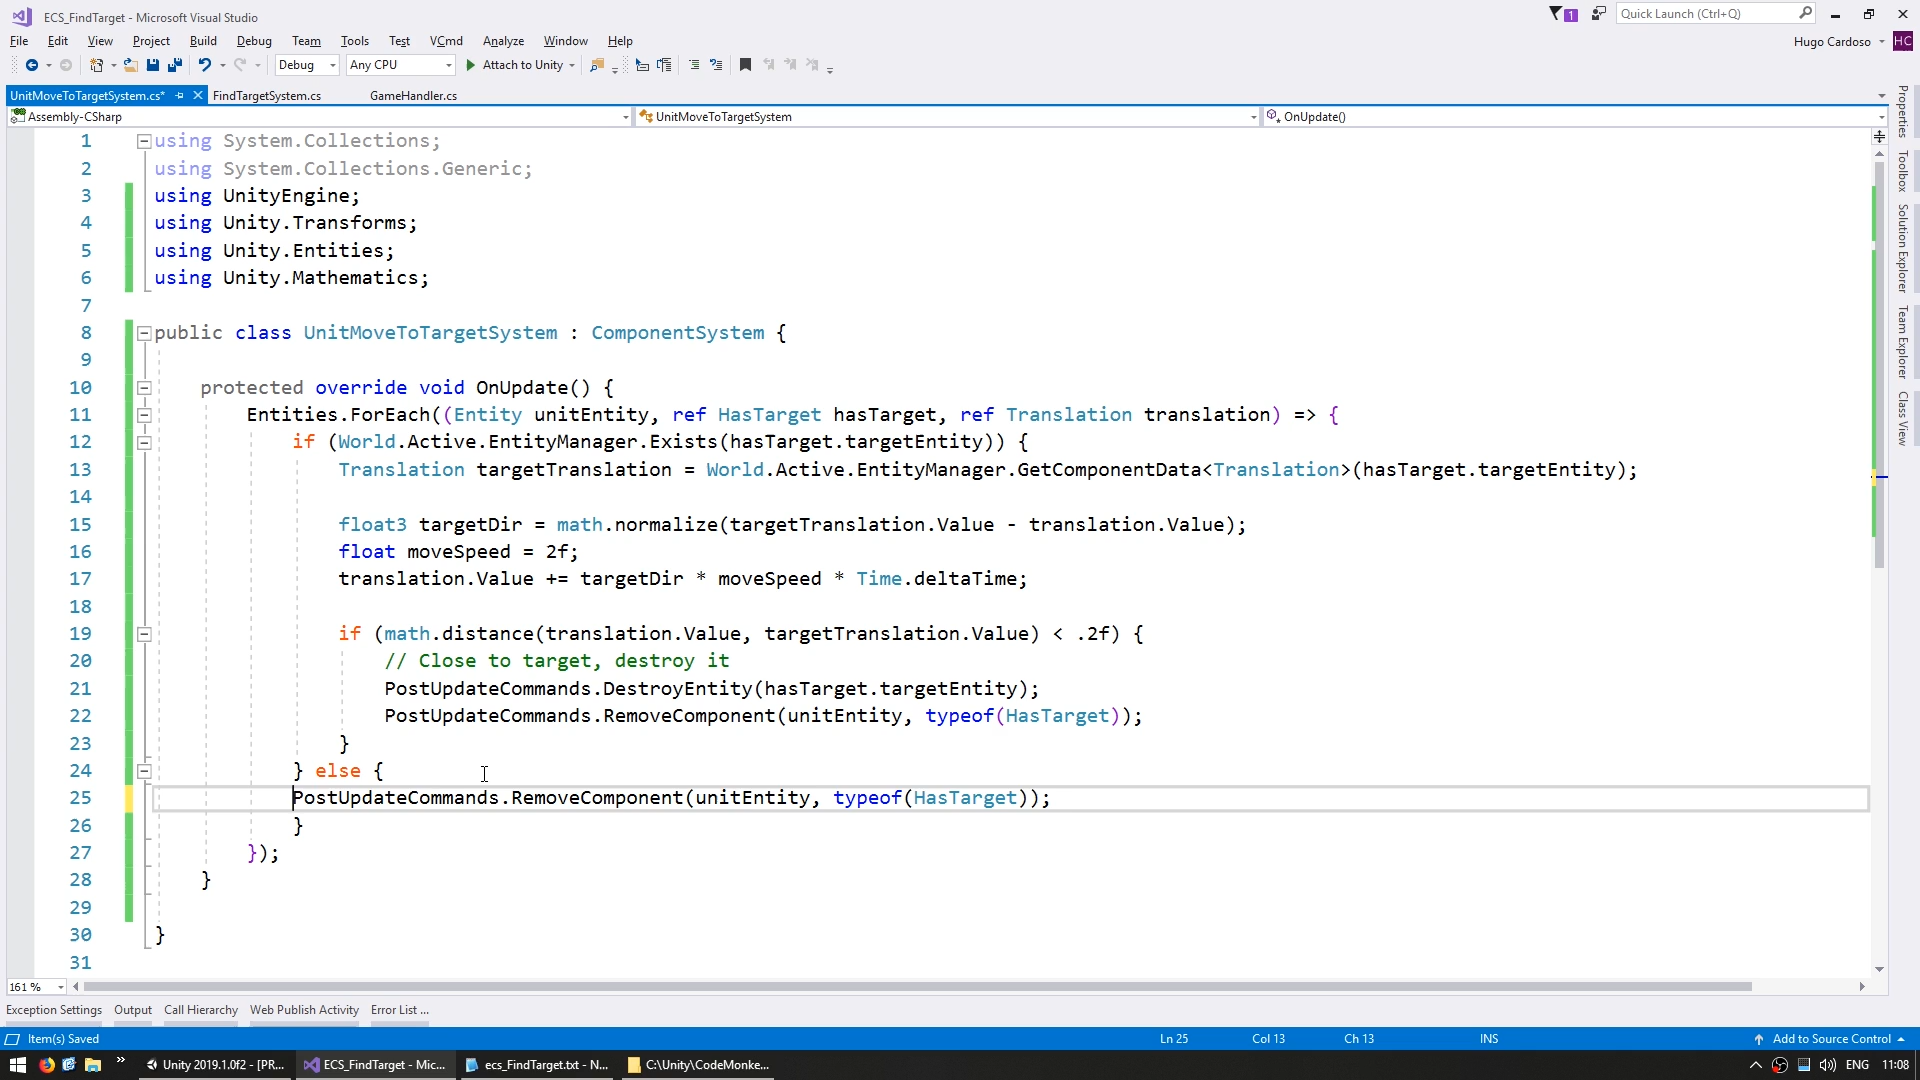 ECS_FindTarget - Microsoft Visual Studio
1
Quick Launch (Ctrl+Q)
File Edit View Project Build Debug Team Tools Test VCmd Analyze Window Help
Hugo Cardoso HC
Debug Any CPU Attach to Unity
UnitMoveToTargetSystem.cs* FindTargetSystem.cs GameHandler.cs
Assembly-CSharp UnitMoveToTargetSystem OnUpdate()
1 using System.Collections;
2 using System.Collections.Generic;
3 using UnityEngine;
4 using Unity.Transforms;
5 using Unity.Entities;
6 using Unity.Mathematics;
7
8 public class UnitMoveToTargetSystem : ComponentSystem {
9
10 protected override void OnUpdate() {
11 Entities.ForEach((Entity unitEntity, ref HasTarget hasTarget, ref Translation translation) => {
12 if (World.Active.EntityManager.Exists(hasTarget.targetEntity)) {
13 Translation targetTranslation = World.Active.EntityManager.GetComponentData<Translation>(hasTarget.targetEntity);
14
15 float3 targetDir = math.normalize(targetTranslation.Value - translation.Value);
16 float moveSpeed = 2f;
17 translation.Value += targetDir * moveSpeed * Time.deltaTime;
18
19 if (math.distance(translation.Value, targetTranslation.Value) < .2f) {
20 // Close to target, destroy it
21 PostUpdateCommands.DestroyEntity(hasTarget.targetEntity);
22 PostUpdateCommands.RemoveComponent(unitEntity, typeof(HasTarget));
23 }
24 } else {
25 PostUpdateCommands.RemoveComponent(unitEntity, typeof(HasTarget));
26 }
27 });
28 }
29
30 }
31
Properties
Toolbox
Solution Explorer
Team Explorer
Class View
161 %
Exception Settings Output Call Hierarchy Web Publish Activity Error List ...
Item(s) Saved Ln 25 Col 13 Ch 13 INS Add to Source Control
Unity 2019.1.0f2 - [PR... ECS_FindTarget - Mic... ecs_FindTarget.txt - N... C:\Unity\CodeMonke... ENG 11:08